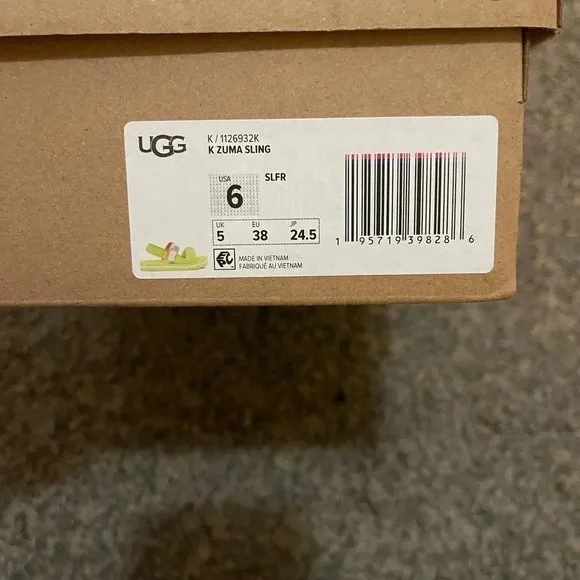 UGG
K / 1126932K
K ZUMA SLING
USA
6
SLFR
UK EU JP
5 38 24.5
MADE IN VIETNAM
FABRIQUÉ AU VIETNAM
1 95719 39828 6